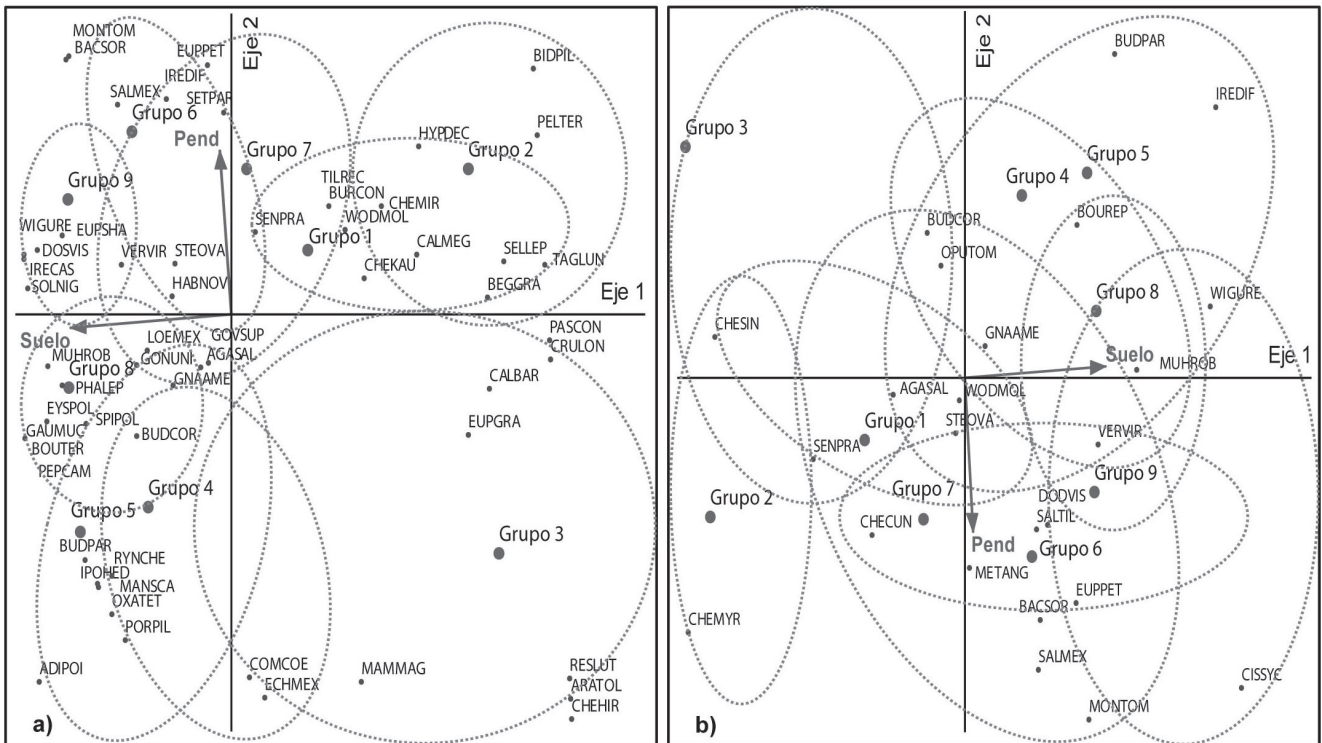 MONTOM
BACSOR
EUPPET
IREDIF
SALMEX
SETPAR
Grupo 6
Pend
Eje 2
BIDPIL
PELTER
HYPDEC
Grupo 7
Grupo 2
Grupo 9
TILREC
BURCON
CHEMIR
SENPRA
WODMOL
Grupo 1
CALMEG
SELLEP
TAGLUN
CHEKAU
BEGGRA
WIGURE
EUPSHA
DOSVIS
VERVIR
STEOVA
IRECAS
SOLNIG
HABNOV
Eje 1
Suelo
LOEMEX
GOVSUP
MUHROB
GONUNI
AGASAL
Grupo 8
GNAAME
PHALEP
PASCON
CRULON
CALBAR
EYSPOL
SPIPOL
EUPGRA
GAUMUC
BUDCOR
BOUTER
PEPCAM
Grupo 4
Grupo 5
Grupo 3
BUDPAR
RYNCHE
IPOHED
MANSCA
OXATET
PORPIL
ADIPOI
COMCOE
ECHMEX
MAMMAG
RESLUT
ARATOL
CHEHIR
a)
Eje 2
BUDPAR
IREDIF
Grupo 3
Grupo 5
Grupo 4
BUDCOR
BOUREP
OPUTOM
Grupo 8
WIGURE
CHESIN
GNAAME
Suelo
Eje 1
MUHROB
AGASAL
WODMOL
Grupo 1
STEOVA
VERVIR
SENPRA
Grupo 2
Grupo 7
Grupo 9
DODVIS
SALTIL
CHECUN
Pend
Grupo 6
METANG
EUPPET
BACSOR
CHEMYR
SALMEX
CISSYC
MONTOM
b)